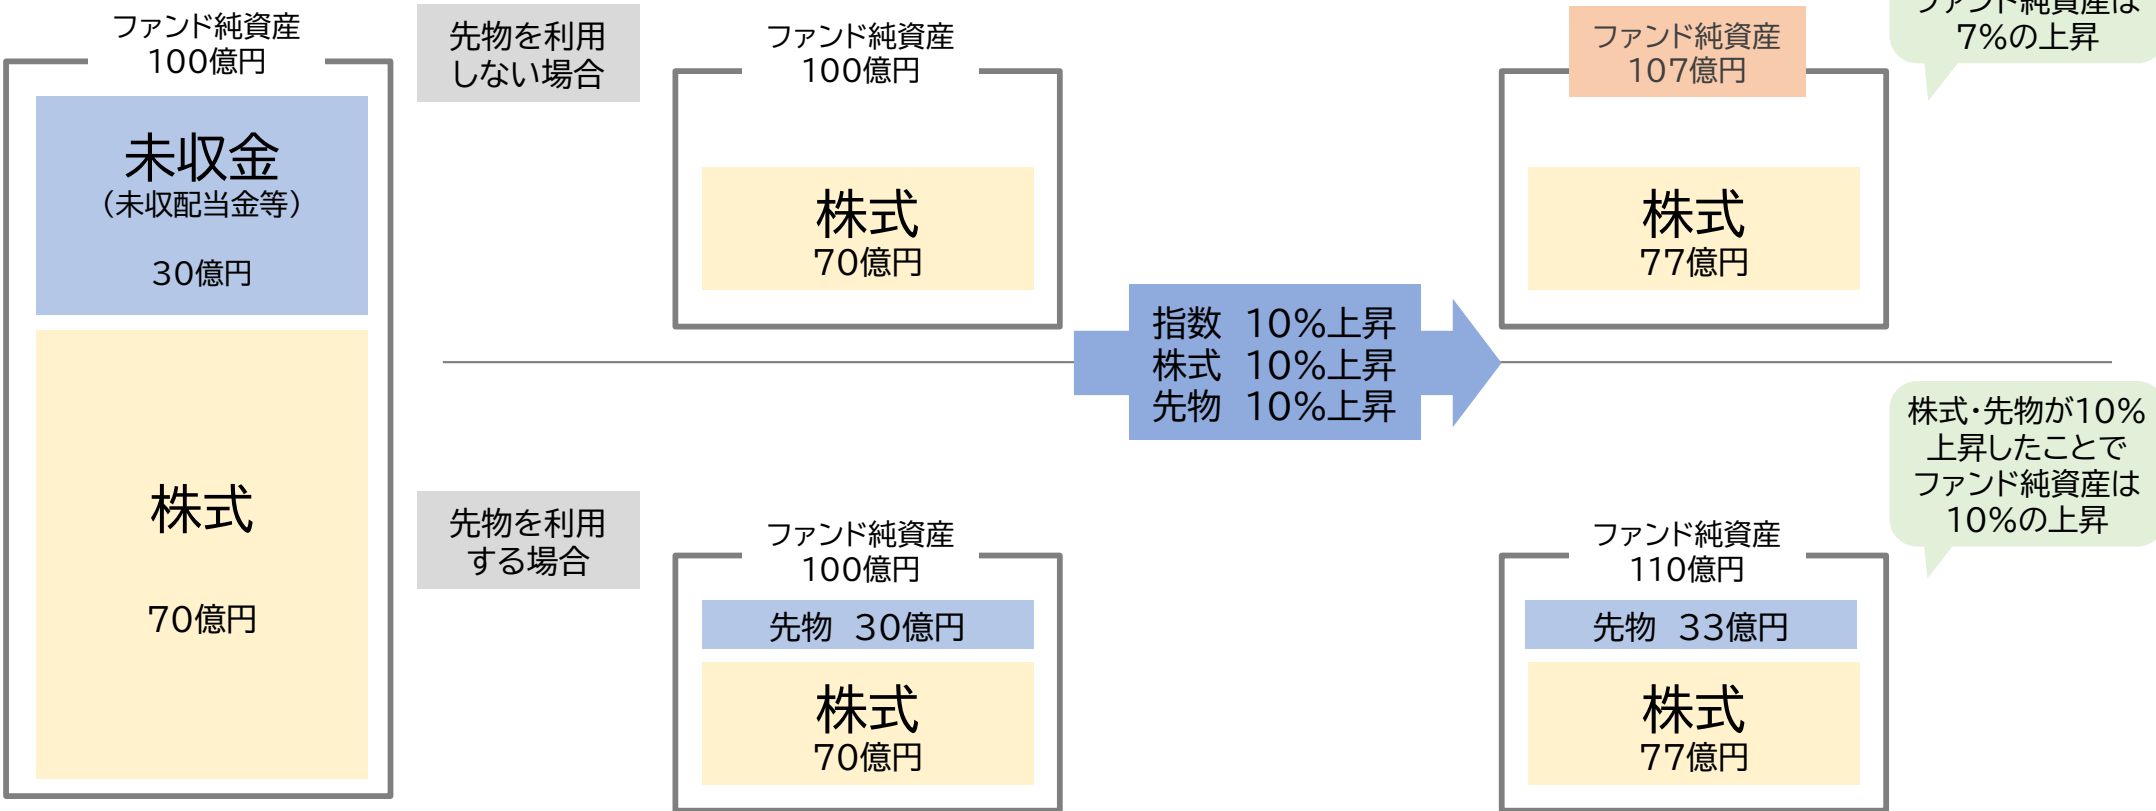 ファンド純資産
100億円
未収金
（未収配当金等）
30億円
株式
70億円
先物を利用
しない場合
ファンド純資産
100億円
株式
70億円
指数 10%上昇
株式 10%上昇
先物 10%上昇
ファンド純資産
107億円
株式
77億円
ファンド純資産は
7%の上昇
先物を利用
する場合
ファンド純資産
100億円
先物 30億円
株式
70億円
ファンド純資産
110億円
先物 33億円
株式
77億円
株式・先物が10%
上昇したことで
ファンド純資産は
10%の上昇